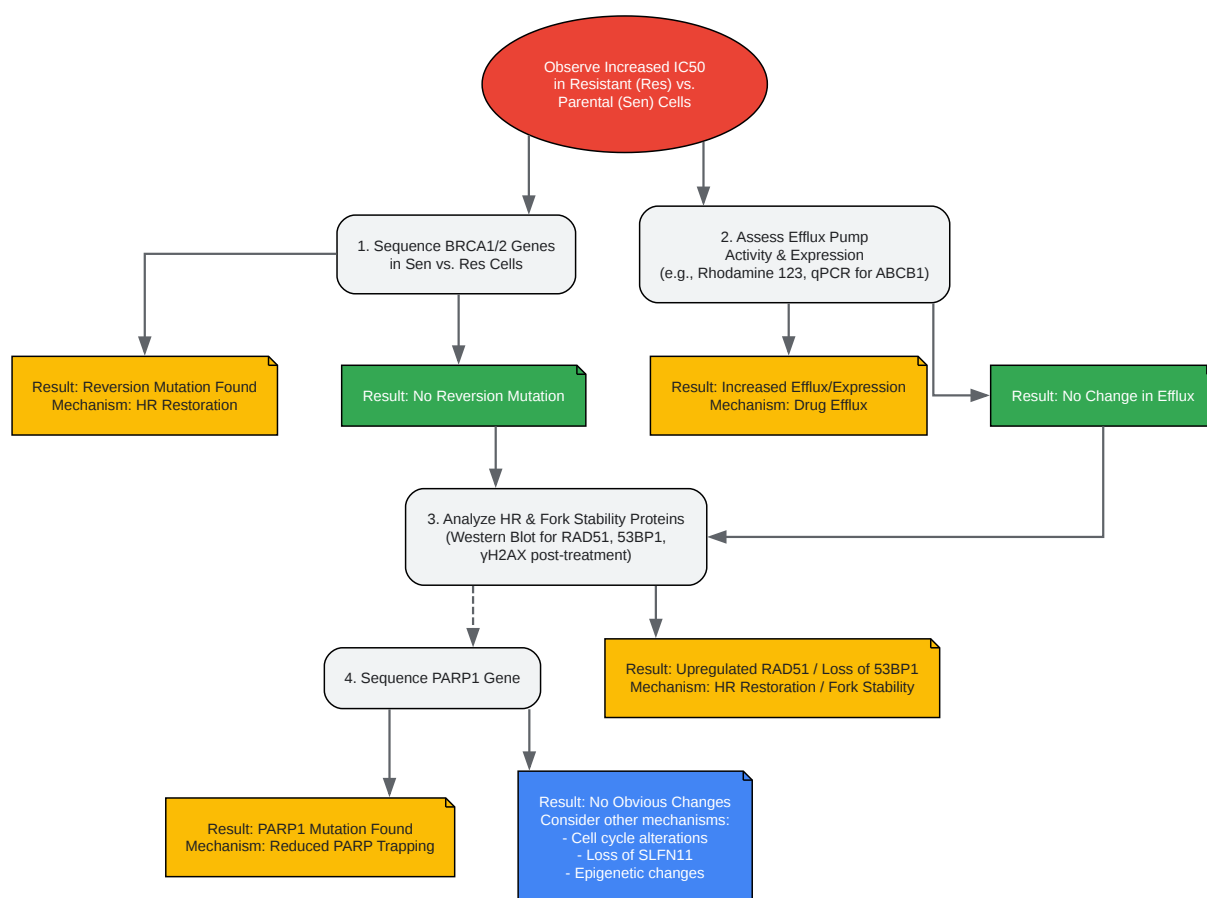 Observe Increased IC50
in Resistant (Res) vs.
Parental (Sen) Cells
1. Sequence BRCA1/2 Genes
in Sen vs. Res Cells
2. Assess Efflux Pump
Activity & Expression
(e.g., Rhodamine 123, qPCR for ABCB1)
Result: Reversion Mutation Found
Mechanism: HR Restoration
Result: No Reversion Mutation
Result: Increased Efflux/Expression
Mechanism: Drug Efflux
Result: No Change in Efflux
3. Analyze HR & Fork Stability Proteins
(Western Blot for RAD51, 53BP1,
γH2AX post-treatment)
4. Sequence PARP1 Gene
Result: Upregulated RAD51 / Loss of 53BP1
Mechanism: HR Restoration / Fork Stability
Result: PARP1 Mutation Found
Mechanism: Reduced PARP Trapping
Result: No Obvious Changes
Consider other mechanisms:
- Cell cycle alterations
- Loss of SLFN11
- Epigenetic changes